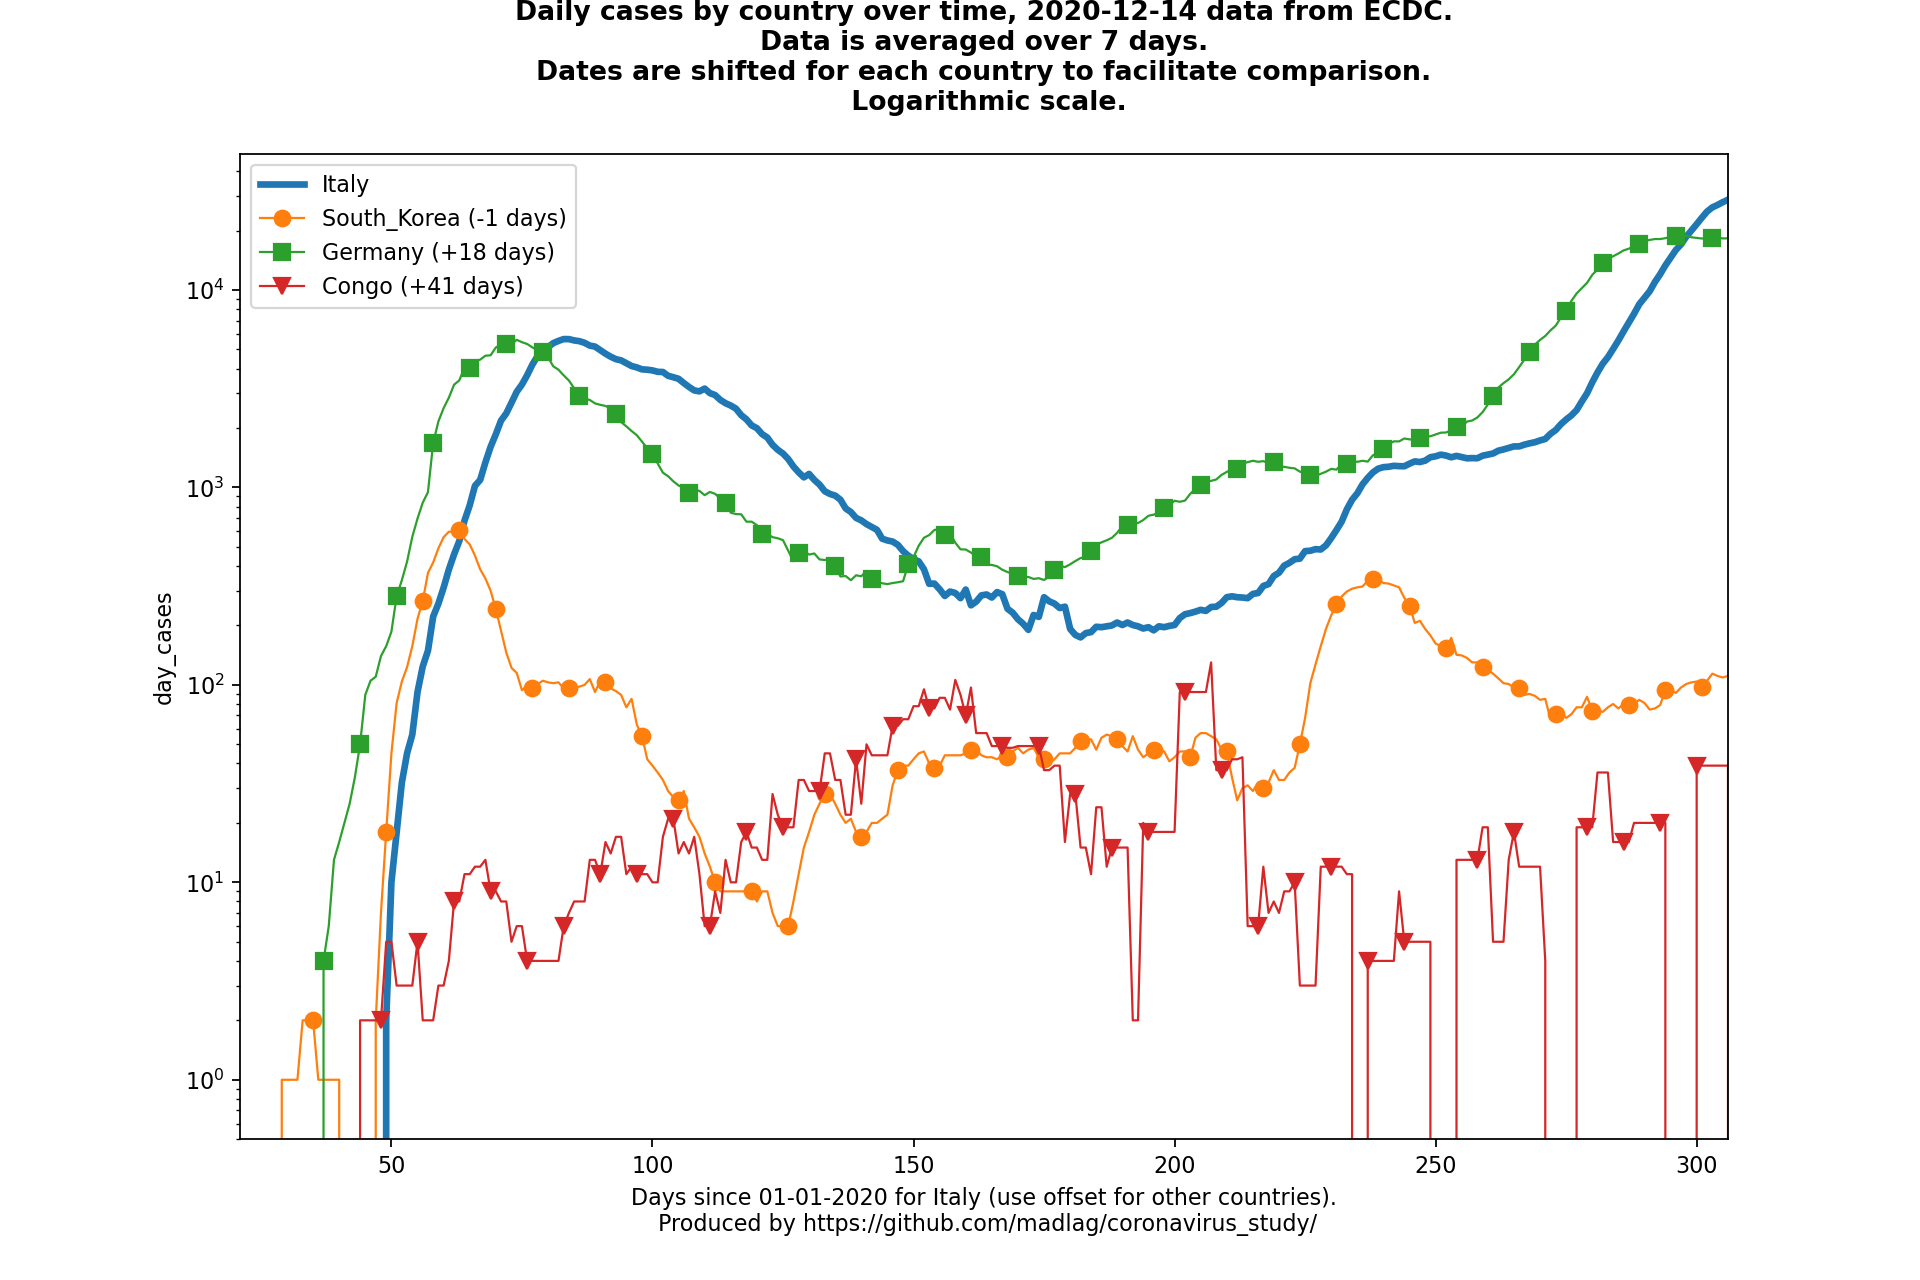 Daily cases by country over time, 2020-12-14 data from ECDC.
Data is averaged over 7 days.
Dates are shifted for each country to facilitate comparison.
Logarithmic scale.
Italy
South_Korea (-1 days)
Germany (+18 days)
Congo (+41 days)
day_cases
10⁴
10³
10²
10¹
10⁰
50 100 150 200 250 300
Days since 01-01-2020 for Italy (use offset for other countries).
Produced by https://github.com/madlag/coronavirus_study/